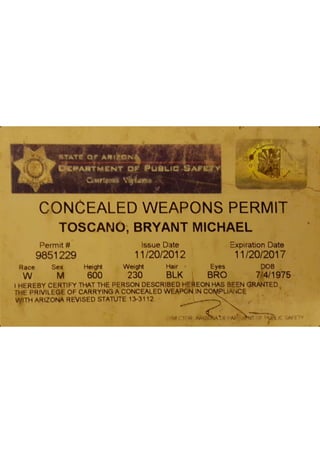 STATE OF ARIZONA
DEPARTMENT OF PUBLIC SAFETY
Courteous Vigilance
CONCEALED WEAPONS PERMIT
TOSCANO, BRYANT MICHAEL
Permit # Issue Date Expiration Date
9851229 11/20/2012 11/20/2017
Race Sex Height Weight Hair Eyes DOB
W M 600 230 BLK BRO 7/4/1975
I HEREBY CERTIFY THAT THE PERSON DESCRIBED HEREON HAS BEEN GRANTED
THE PRIVILEGE OF CARRYING A CONCEALED WEAPON IN COMPLIANCE
WITH ARIZONA REVISED STATUTE 13-3112.
DIRECTOR, ARIZONA DEPARTMENT OF PUBLIC SAFETY